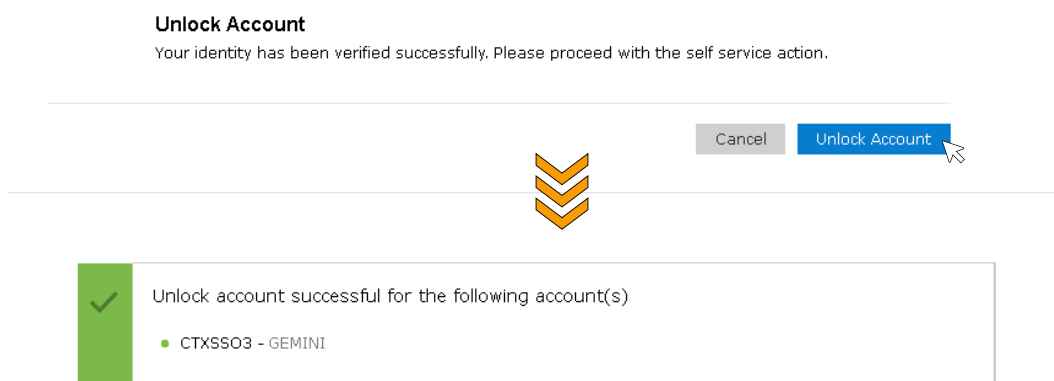 Unlock Account
Your identity has been verified successfully. Please proceed with the self service action.
Cancel Unlock Account
Unlock account successful for the following account(s)
CTXSSO3 - GEMINI